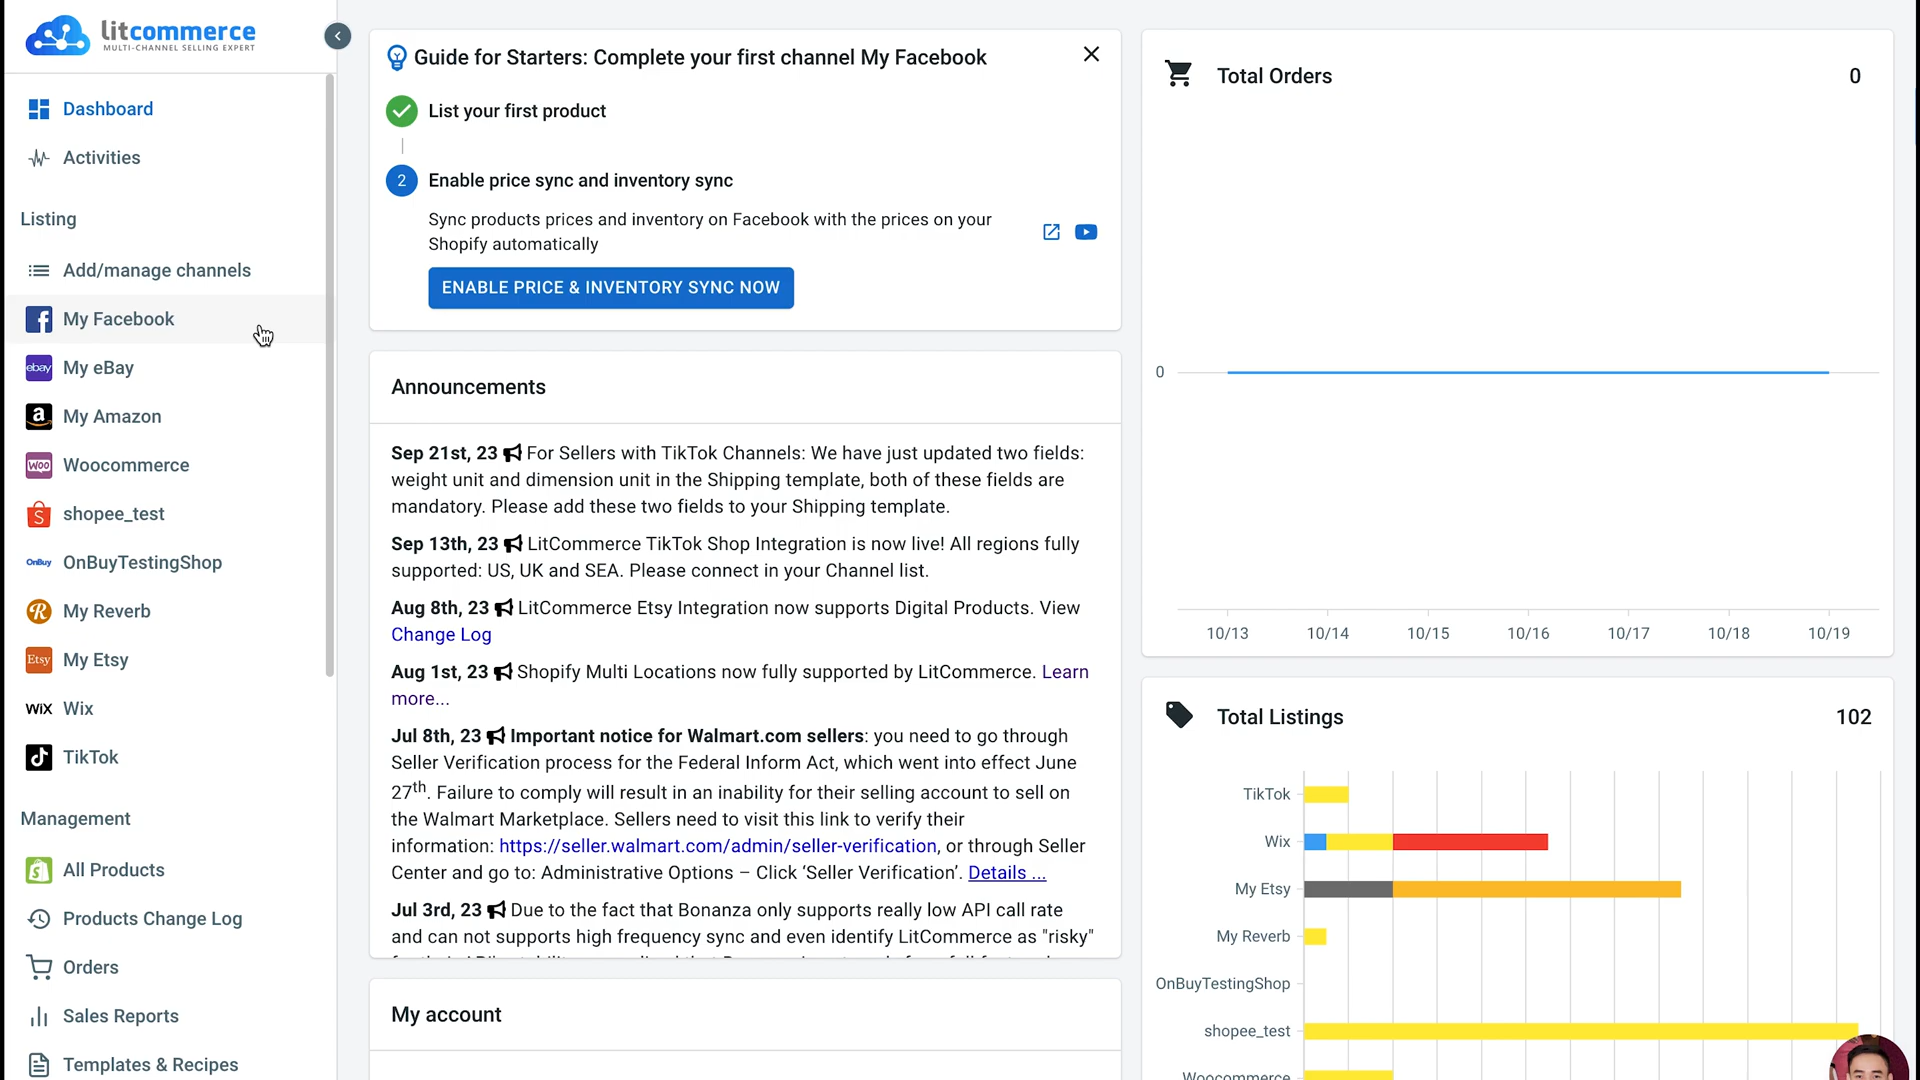 litcommerce
MULTI-CHANNEL SELLING EXPERT
Dashboard
Activities
Listing
Add/manage channels
My Facebook
ebay My eBay
My Amazon
Woo Woocommerce
shopee_test
OnBuy OnBuyTestingShop
My Reverb
Etsy My Etsy
WiX Wix
TikTok
Management
All Products
Products Change Log
Orders
Sales Reports
Templates & Recipes
Guide for Starters: Complete your first channel My Facebook
List your first product
2 Enable price sync and inventory sync
Sync products prices and inventory on Facebook with the prices on your
Shopify automatically
ENABLE PRICE & INVENTORY SYNC NOW
Announcements
Sep 21st, 23 For Sellers with TikTok Channels: We have just updated two fields:
weight unit and dimension unit in the Shipping template, both of these fields are
mandatory. Please add these two fields to your Shipping template.
Sep 13th, 23 LitCommerce TikTok Shop Integration is now live! All regions fully
supported: US, UK and SEA. Please connect in your Channel list.
Aug 8th, 23 LitCommerce Etsy Integration now supports Digital Products. View
Change Log
Aug 1st, 23 Shopify Multi Locations now fully supported by LitCommerce. Learn
more...
Jul 8th, 23 Important notice for Walmart.com sellers: you need to go through
Seller Verification process for the Federal Inform Act, which went into effect June
27th. Failure to comply will result in an inability for their selling account to sell on
the Walmart Marketplace. Sellers need to visit this link to verify their
information: https://seller.walmart.com/admin/seller-verification, or through Seller
Center and go to: Administrative Options – Click ‘Seller Verification’. Details ...
Jul 3rd, 23 Due to the fact that Bonanza only supports really low API call rate
and can not supports high frequency sync and even identify LitCommerce as "risky"
My account
Total Orders 0
0
10/13 10/14 10/15 10/16 10/17 10/18 10/19
Total Listings 102
TikTok
Wix
My Etsy
My Reverb
OnBuyTestingShop
shopee_test
Woocommerce